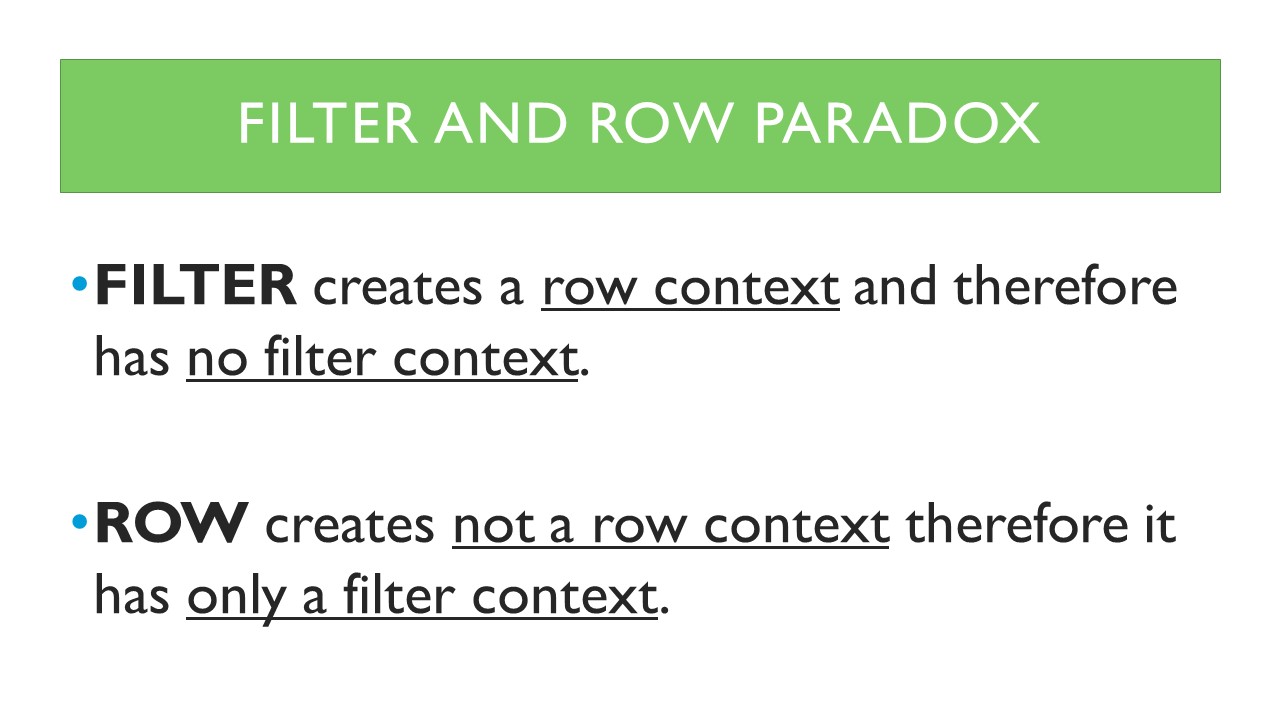 FILTER AND ROW PARADOX
•FILTER creates a row context and therefore
has no filter context.
•ROW creates not a row context therefore it
has only a filter context.